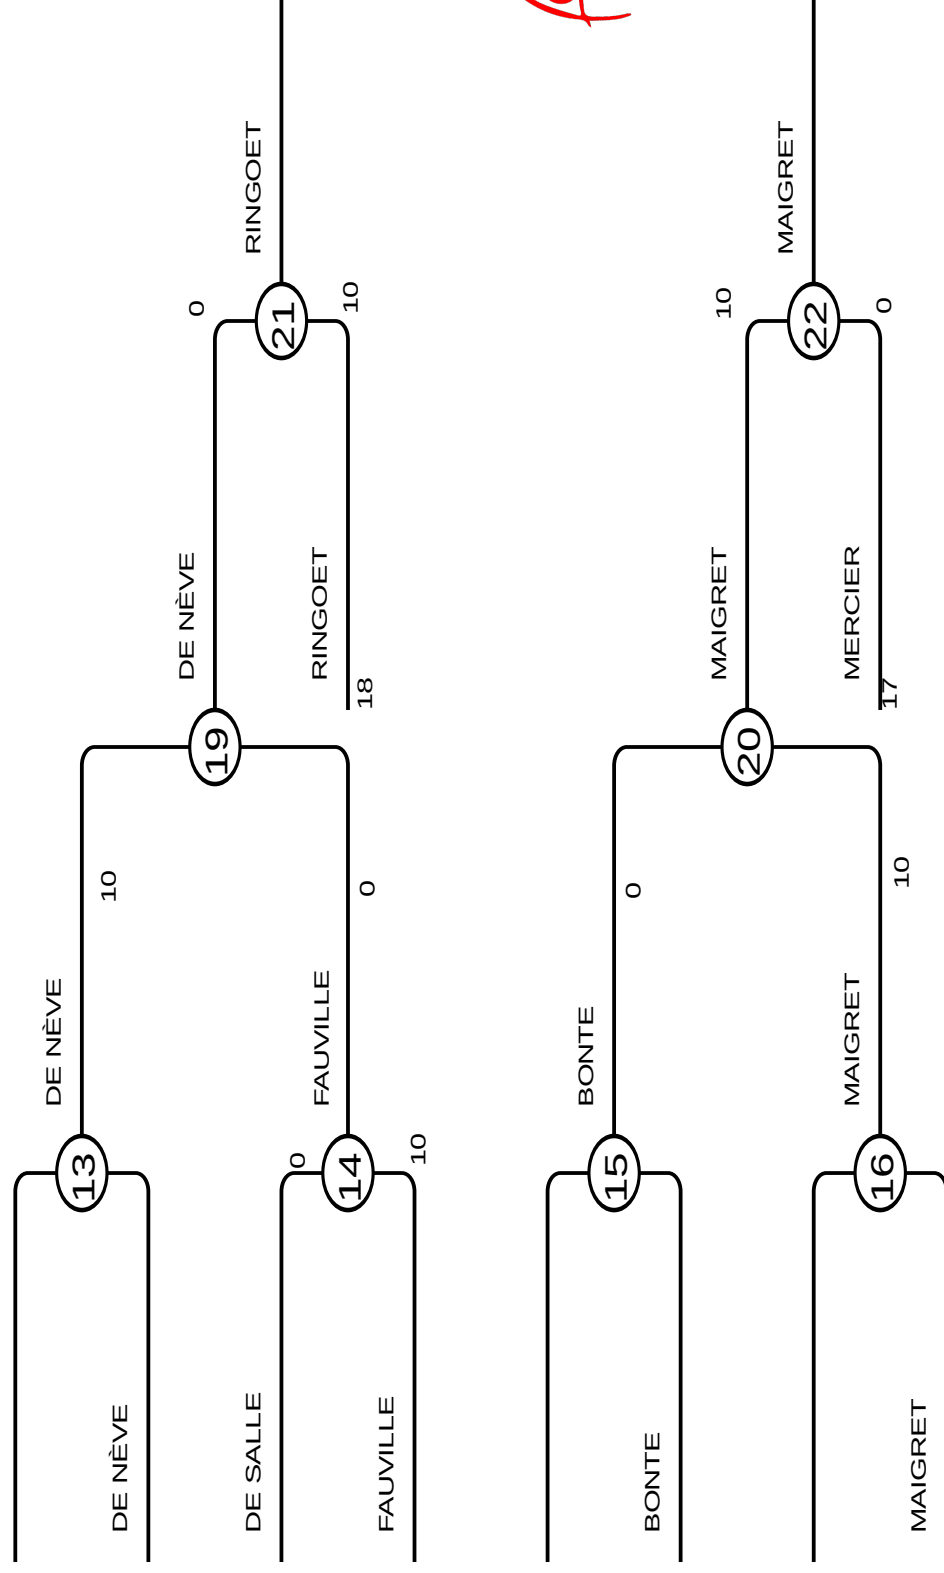 DE NÈVE
DE SALLE
FAUVILLE
BONTE
MAIGRET
13
0
14
10
15
16
DE NÈVE
FAUVILLE
BONTE
MAIGRET
10
0
0
10
19
20
18
17
DE NÈVE
RINGOET
MAIGRET
MERCIER
0
21
10
10
22
0
RINGOET
MAIGRET